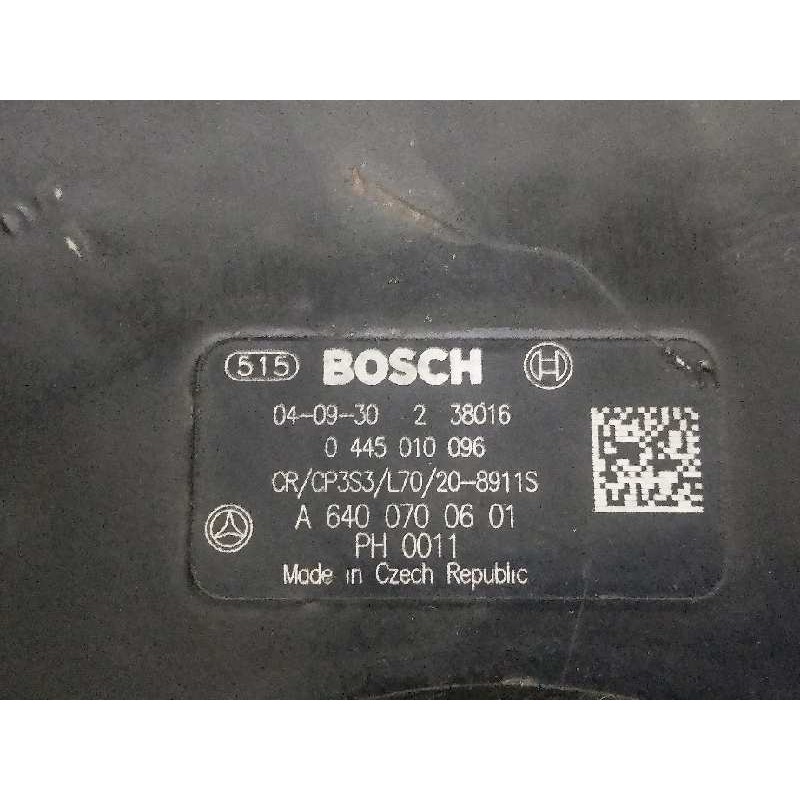 515 BOSCH
04-09-30 2 38016
0 445 010 096
CR/CP3S3/L70/20-8911S
A 640 070 06 01
PH 0011
Made in Czech Republic